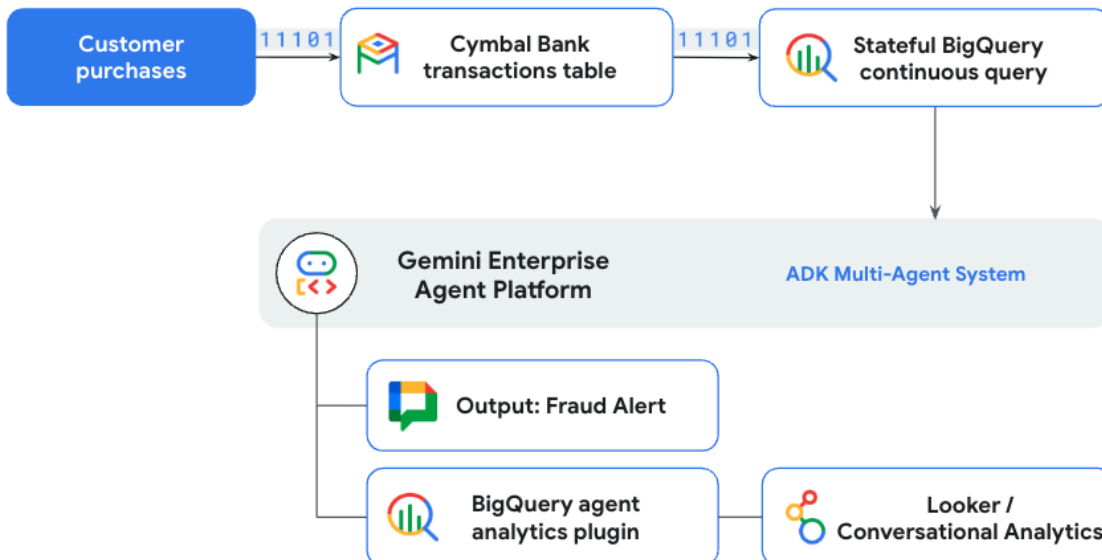 Customer
purchases
11101
Cymbal Bank
transactions table
11101
Stateful BigQuery
continuous query
Gemini Enterprise
Agent Platform
ADK Multi-Agent System
Output: Fraud Alert
BigQuery agent
analytics plugin
Looker /
Conversational Analytics